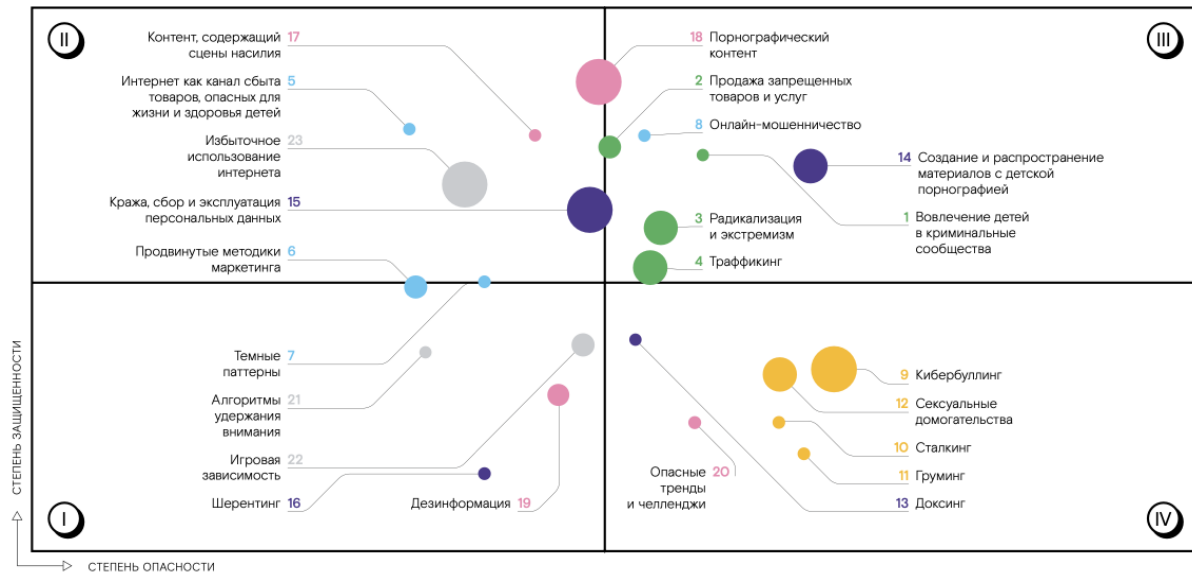 II
Контент, содержащий 17
сцены насилия
Интернет как канал сбыта 5
товаров, опасных для
жизни и здоровья детей
Избыточное 23
использование
интернета
Кража, сбор и эксплуатация 15
персональных данных
Продвинутые методики 6
маркетинга
III
18 Порнографический
контент
2 Продажа запрещенных
товаров и услуг
8 Онлайн-мошенничество
14 Создание и распространение
материалов с детской
порнографией
3 Радикализация
и экстремизм
1 Вовлечение детей
в криминальные
сообщества
4 Траффикинг
Темные 7
паттерны
Алгоритмы 21
удержания
внимания
Игровая 22
зависимость
Шерентинг 16
Дезинформация 19
I
Опасные 20
тренды
и челленджи
9 Кибербуллинг
12 Сексуальные
домогательства
10 Сталкинг
11 Груминг
13 Доксинг
IV
СТЕПЕНЬ ЗАЩИЩЕННОСТИ
СТЕПЕНЬ ОПАСНОСТИ